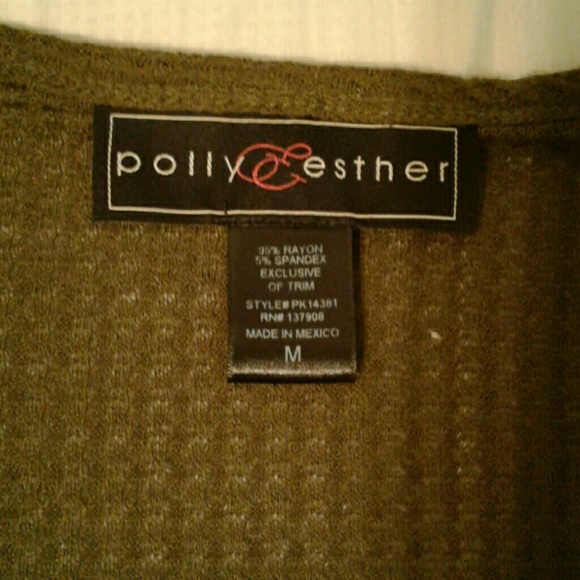 polly & esther
95% RAYON
5% SPANDEX
EXCLUSIVE
OF TRIM
STYLE# PK14381
RN# 137908
MADE IN MEXICO
M